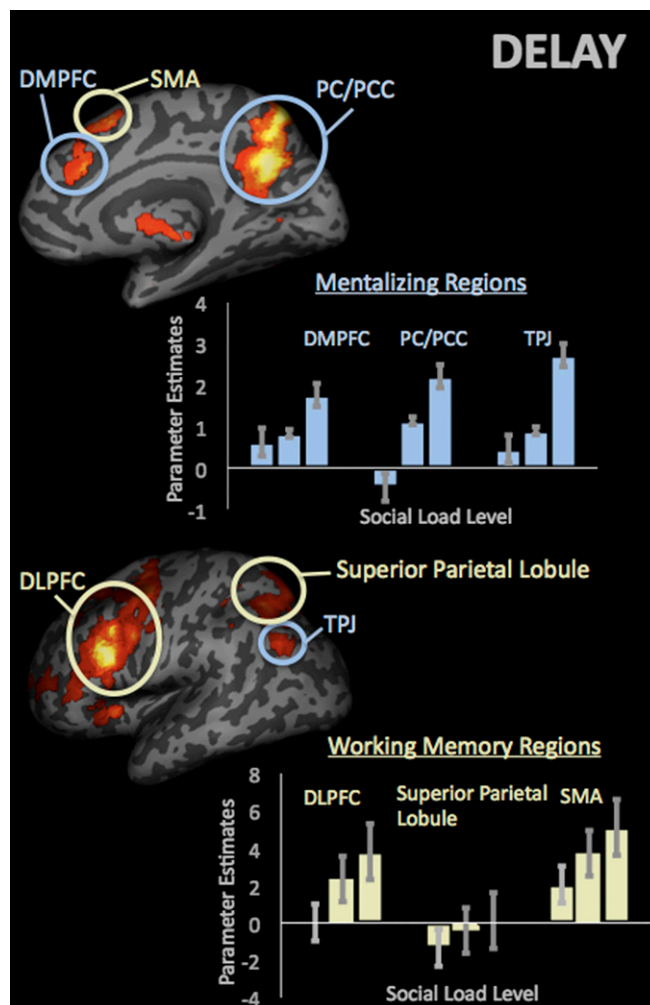 DELAY
DMPFC
SMA
PC/PCC
Mentalizing Regions
4
3
2
1
0
-1
Parameter Estimates
DMPFC
PC/PCC
TPJ
Social Load Level
DLPFC
Superior Parietal Lobule
TPJ
Working Memory Regions
8
6
4
2
0
-2
-4
Parameter Estimates
DLPFC
Superior Parietal
Lobule
SMA
Social Load Level